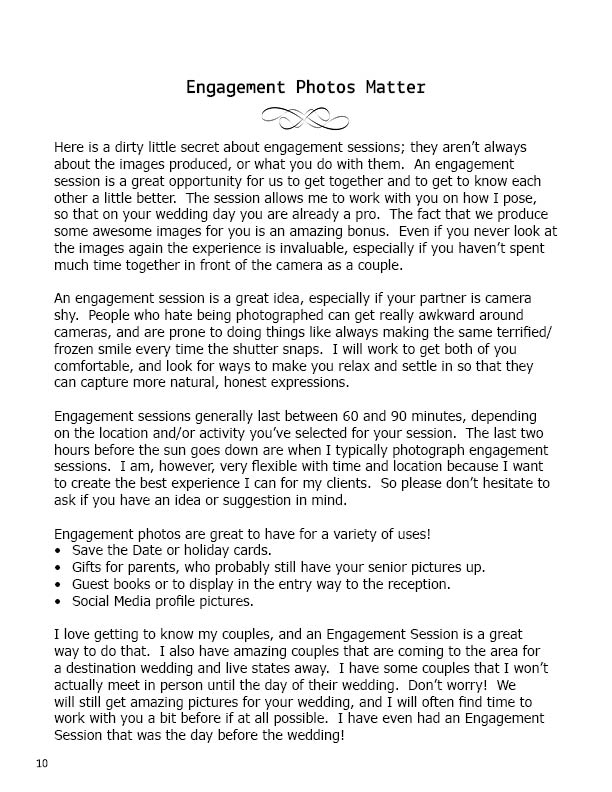 Engagement Photos Matter
Here is a dirty little secret about engagement sessions; they aren't always
about the images produced, or what you do with them.  An engagement
session is a great opportunity for us to get together and to get to know each
other a little better.  The session allows me to work with you on how I pose,
so that on your wedding day you are already a pro.  The fact that we produce
some awesome images for you is an amazing bonus.  Even if you never look at
the images again the experience is invaluable, especially if you haven't spent
much time together in front of the camera as a couple.
An engagement session is a great idea, especially if your partner is camera
shy.  People who hate being photographed can get really awkward around
cameras, and are prone to doing things like always making the same terrified/
frozen smile every time the shutter snaps.  I will work to get both of you
comfortable, and look for ways to make you relax and settle in so that they
can capture more natural, honest expressions.
Engagement sessions generally last between 60 and 90 minutes, depending
on the location and/or activity you've selected for your session.  The last two
hours before the sun goes down are when I typically photograph engagement
sessions.  I am, however, very flexible with time and location because I want
to create the best experience I can for my clients.  So please don't hesitate to
ask if you have an idea or suggestion in mind.
Engagement photos are great to have for a variety of uses!
• Save the Date or holiday cards.
• Gifts for parents, who probably still have your senior pictures up.
• Guest books or to display in the entry way to the reception.
• Social Media profile pictures.
I love getting to know my couples, and an Engagement Session is a great
way to do that.  I also have amazing couples that are coming to the area for
a destination wedding and live states away.  I have some couples that I won't
actually meet in person until the day of their wedding.  Don't worry!  We
will still get amazing pictures for your wedding, and I will often find time to
work with you a bit before if at all possible.  I have even had an Engagement
Session that was the day before the wedding!
10